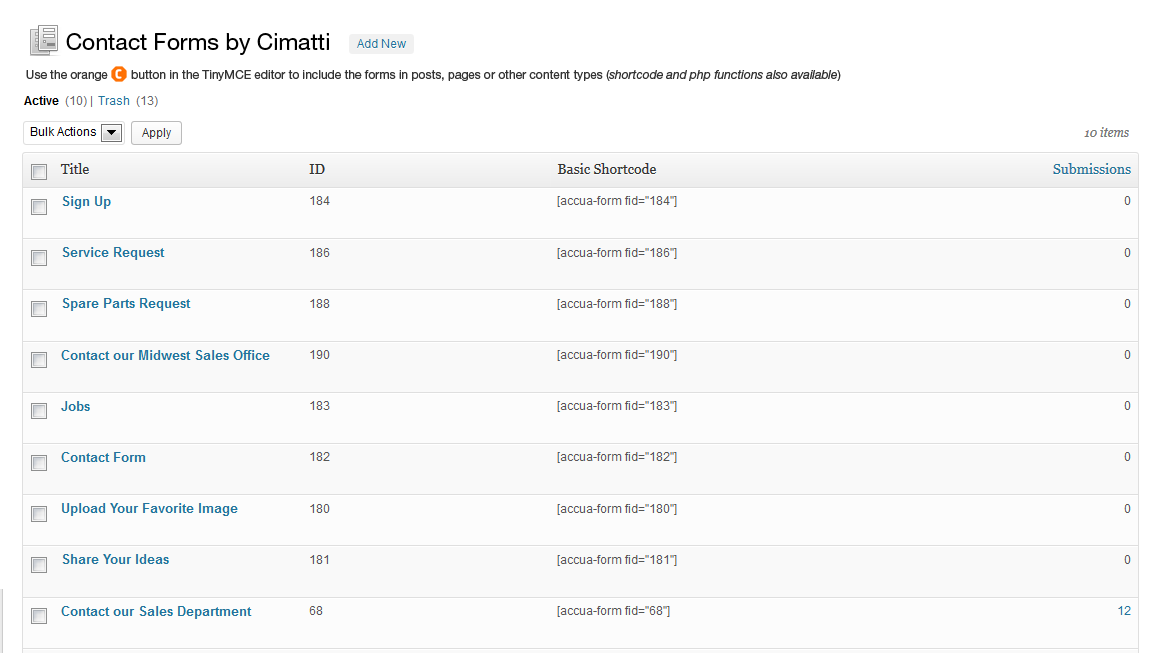 Contact Forms by Cimatti Add New
Use the orange C button in the TinyMCE editor to include the forms in posts, pages or other content types (shortcode and php functions also available)
Active (10) | Trash (13)
Bulk Actions Apply 10 items
Title ID Basic Shortcode Submissions
Sign Up 184 [accua-form fid="184"] 0
Service Request 186 [accua-form fid="186"] 0
Spare Parts Request 188 [accua-form fid="188"] 0
Contact our Midwest Sales Office 190 [accua-form fid="190"] 0
Jobs 183 [accua-form fid="183"] 0
Contact Form 182 [accua-form fid="182"] 0
Upload Your Favorite Image 180 [accua-form fid="180"] 0
Share Your Ideas 181 [accua-form fid="181"] 0
Contact our Sales Department 68 [accua-form fid="68"] 12